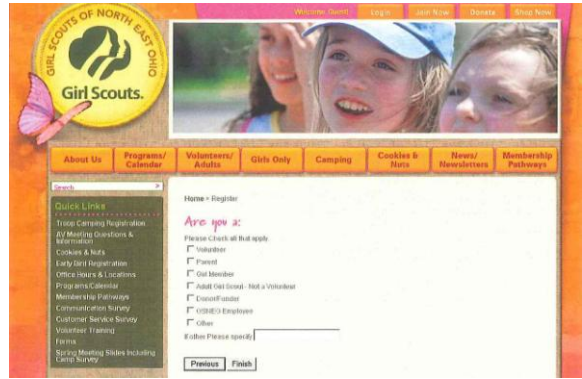 GIRL SCOUTS OF NORTH EAST OHIO
Girl Scouts.
Welcome, Guest! Login Join Now Donate Shop Now
About Us
Programs/
Calendar
Volunteers/
Adults
Girls Only
Camping
Cookies &
Nuts
News/
Newsletters
Membership
Pathways
Search >
Quick Links
Troop Camping Registration
AV Meeting Questions &
Information
Cookies & Nuts
Early Bird Registration
Office Hours & Locations
Programs/Calendar
Membership Pathways
Communication Survey
Customer Service Survey
Volunteer Training
Forms
Spring Meeting Slides Including
Camp Survey
Home > Register
Are you a:
Please Check all that apply
Volunteer
Parent
Girl Member
Adult Girl Scout - Not a Volunteer
Donor/Funder
GSNEO Employee
Other
If other Please specify
Previous Finish